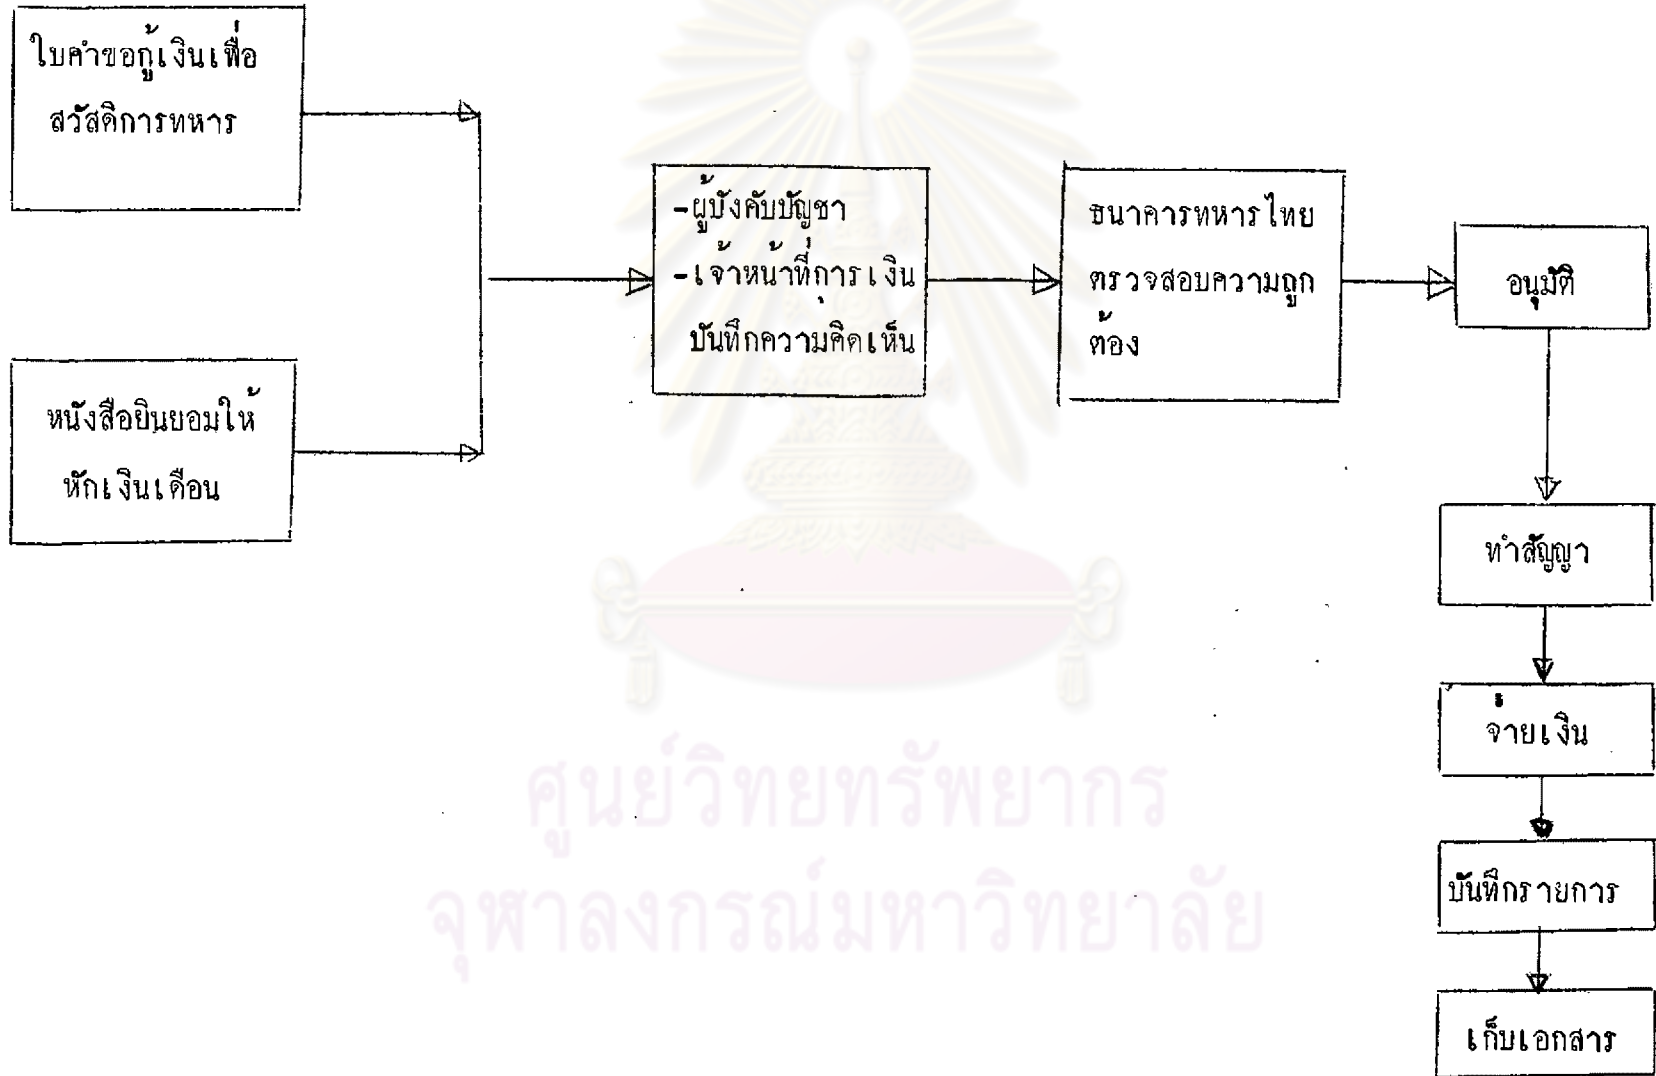 ใบคำขอกู้เงินเพื่อ
สวัสดิการทหาร
หนังสือยินยอมให้
หักเงินเดือน
-ผู้บังคับบัญชา
-เจ้าหน้าที่การเงิน
บันทึกความคิดเห็น
ธนาคารทหารไทย
ตรวจสอบความถูก
ต้อง
อนุมัติ
ทำสัญญา
จ่ายเงิน
บันทึกรายการ
เก็บเอกสาร
ศูนย์วิทยทรัพยากร
จุฬาลงกรณ์มหาวิทยาลัย